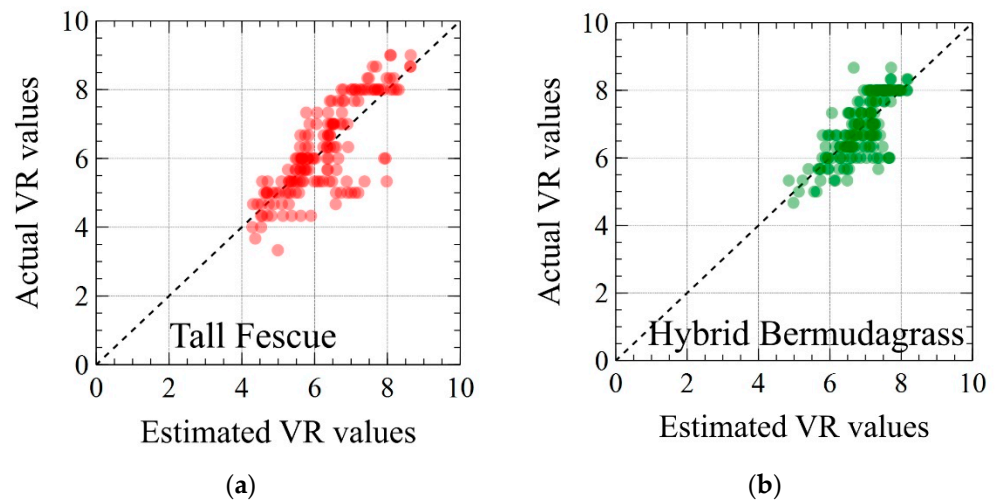 10
8
6
4
2
0
Actual VR values
Tall Fescue
0 2 4 6 8 10
Estimated VR values
(a)
10
8
6
4
2
0
Actual VR values
Hybrid Bermudagrass
0 2 4 6 8 10
Estimated VR values
(b)